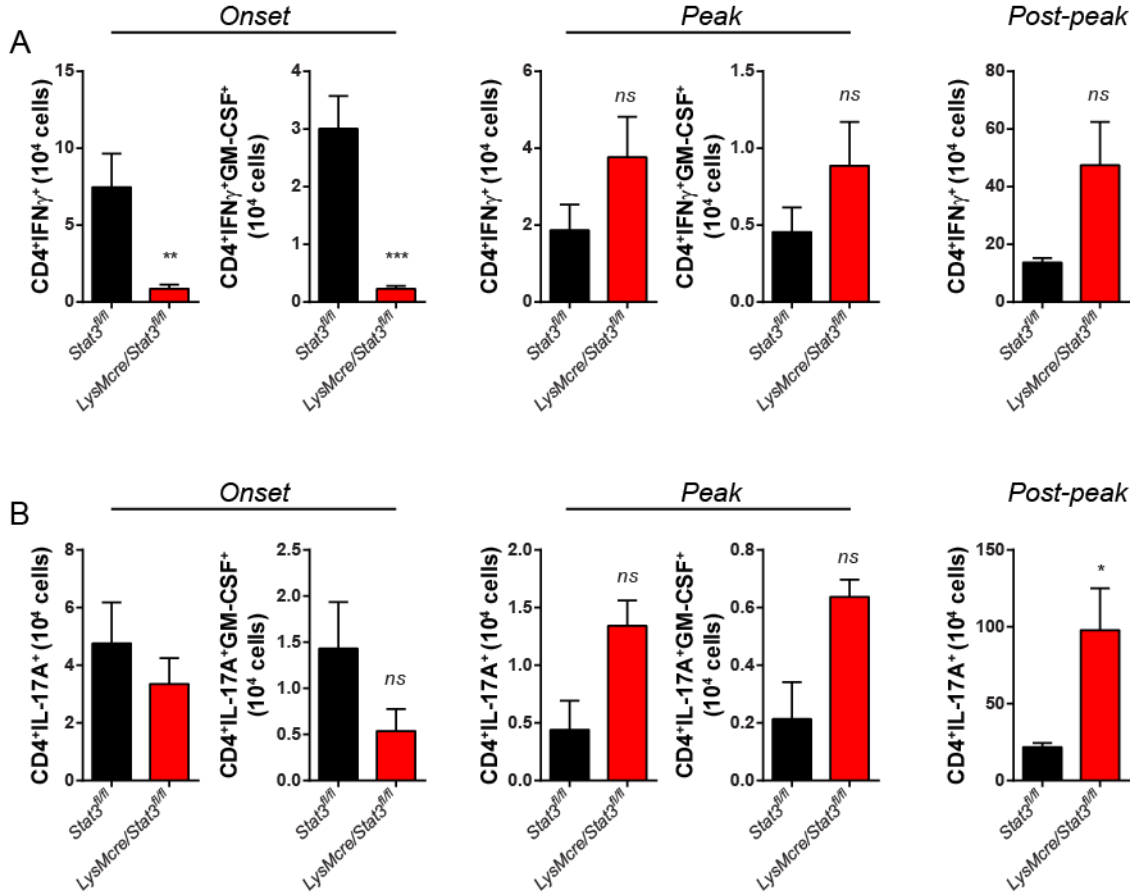 Onset
Peak
Post-peak
A
CD4⁺IFNγ⁺ (10⁴ cells)
15
10
5
0
**
Stat3fl/fl
LysMcre/Stat3fl/fl
CD4⁺IFNγ⁺GM-CSF⁺
(10⁴ cells)
4
3
2
1
0
***
Stat3fl/fl
LysMcre/Stat3fl/fl
CD4⁺IFNγ⁺ (10⁴ cells)
6
4
2
0
ns
Stat3fl/fl
LysMcre/Stat3fl/fl
CD4⁺IFNγ⁺GM-CSF⁺
(10⁴ cells)
1.5
1.0
0.5
0.0
ns
Stat3fl/fl
LysMcre/Stat3fl/fl
CD4⁺IFNγ⁺ (10⁴ cells)
80
60
40
20
0
ns
Stat3fl/fl
LysMcre/Stat3fl/fl
Onset
Peak
Post-peak
B
CD4⁺IL-17A⁺ (10⁴ cells)
8
6
4
2
0
Stat3fl/fl
LysMcre/Stat3fl/fl
CD4⁺IL-17A⁺GM-CSF⁺
(10⁴ cells)
2.5
2.0
1.5
1.0
0.5
0.0
ns
Stat3fl/fl
LysMcre/Stat3fl/fl
CD4⁺IL-17A⁺ (10⁴ cells)
2.0
1.5
1.0
0.5
0.0
ns
Stat3fl/fl
LysMcre/Stat3fl/fl
CD4⁺IL-17A⁺GM-CSF⁺
(10⁴ cells)
0.8
0.6
0.4
0.2
0.0
ns
Stat3fl/fl
LysMcre/Stat3fl/fl
CD4⁺IL-17A⁺ (10⁴ cells)
150
100
50
0
*
Stat3fl/fl
LysMcre/Stat3fl/fl